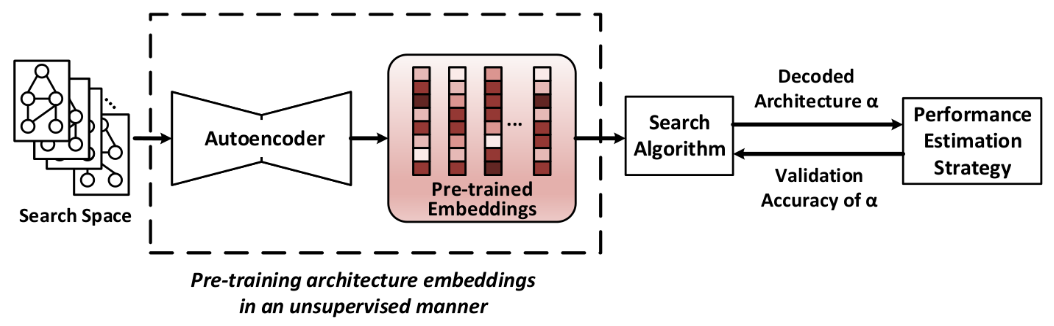 Search Space
Autoencoder
...
Pre-trained
Embeddings
Pre-training architecture embeddings
in an unsupervised manner
Search
Algorithm
Decoded
Architecture α
Validation
Accuracy of α
Performance
Estimation
Strategy